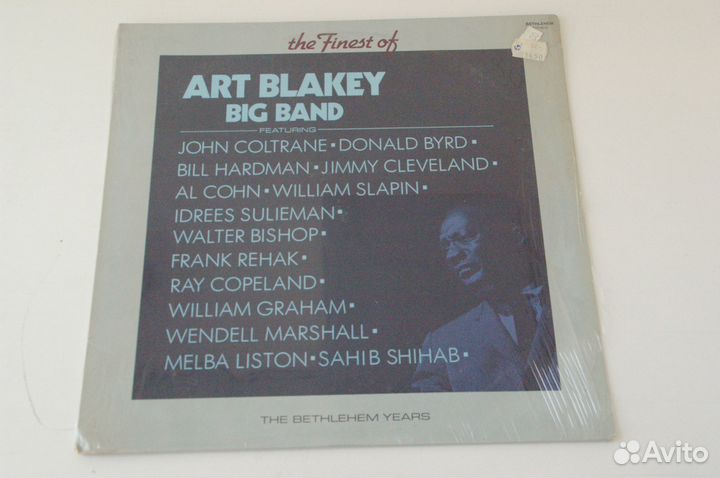 the Finest of
BETHLEHEM
ART BLAKEY
BIG BAND
FEATURING
JOHN COLTRANE▪DONALD BYRD▪
BILL HARDMAN▪JIMMY CLEVELAND▪
AL COHN▪WILLIAM SLAPIN▪
IDREES SULIEMAN▪
WALTER BISHOP▪
FRANK REHAK▪
RAY COPELAND▪
WILLIAM GRAHAM▪
WENDELL MARSHALL▪
MELBA LISTON▪SAHIB SHIHAB▪
THE BETHLEHEM YEARS
Avito